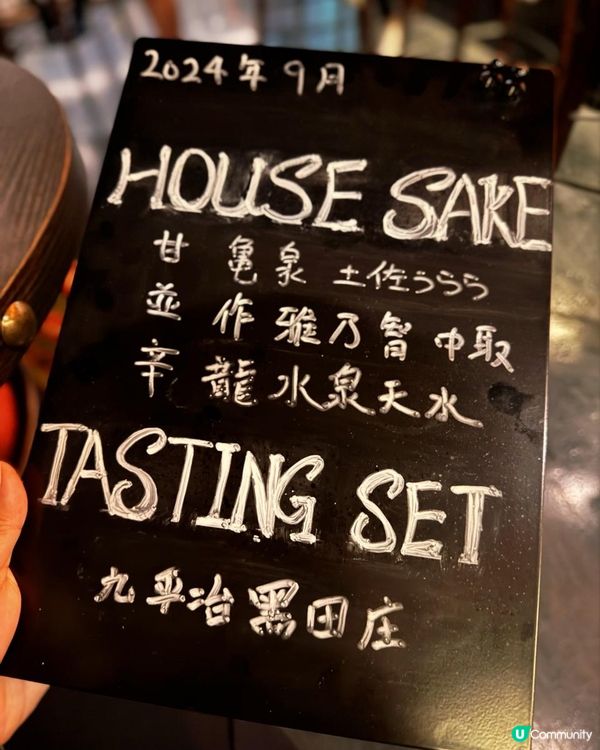 2024年9月
HOUSE SAKE
甘 亀泉 土佐うらら
並 作 雅乃智 中取
辛 龍水泉天水
TASTING SET
九平治黒田庄
U Community